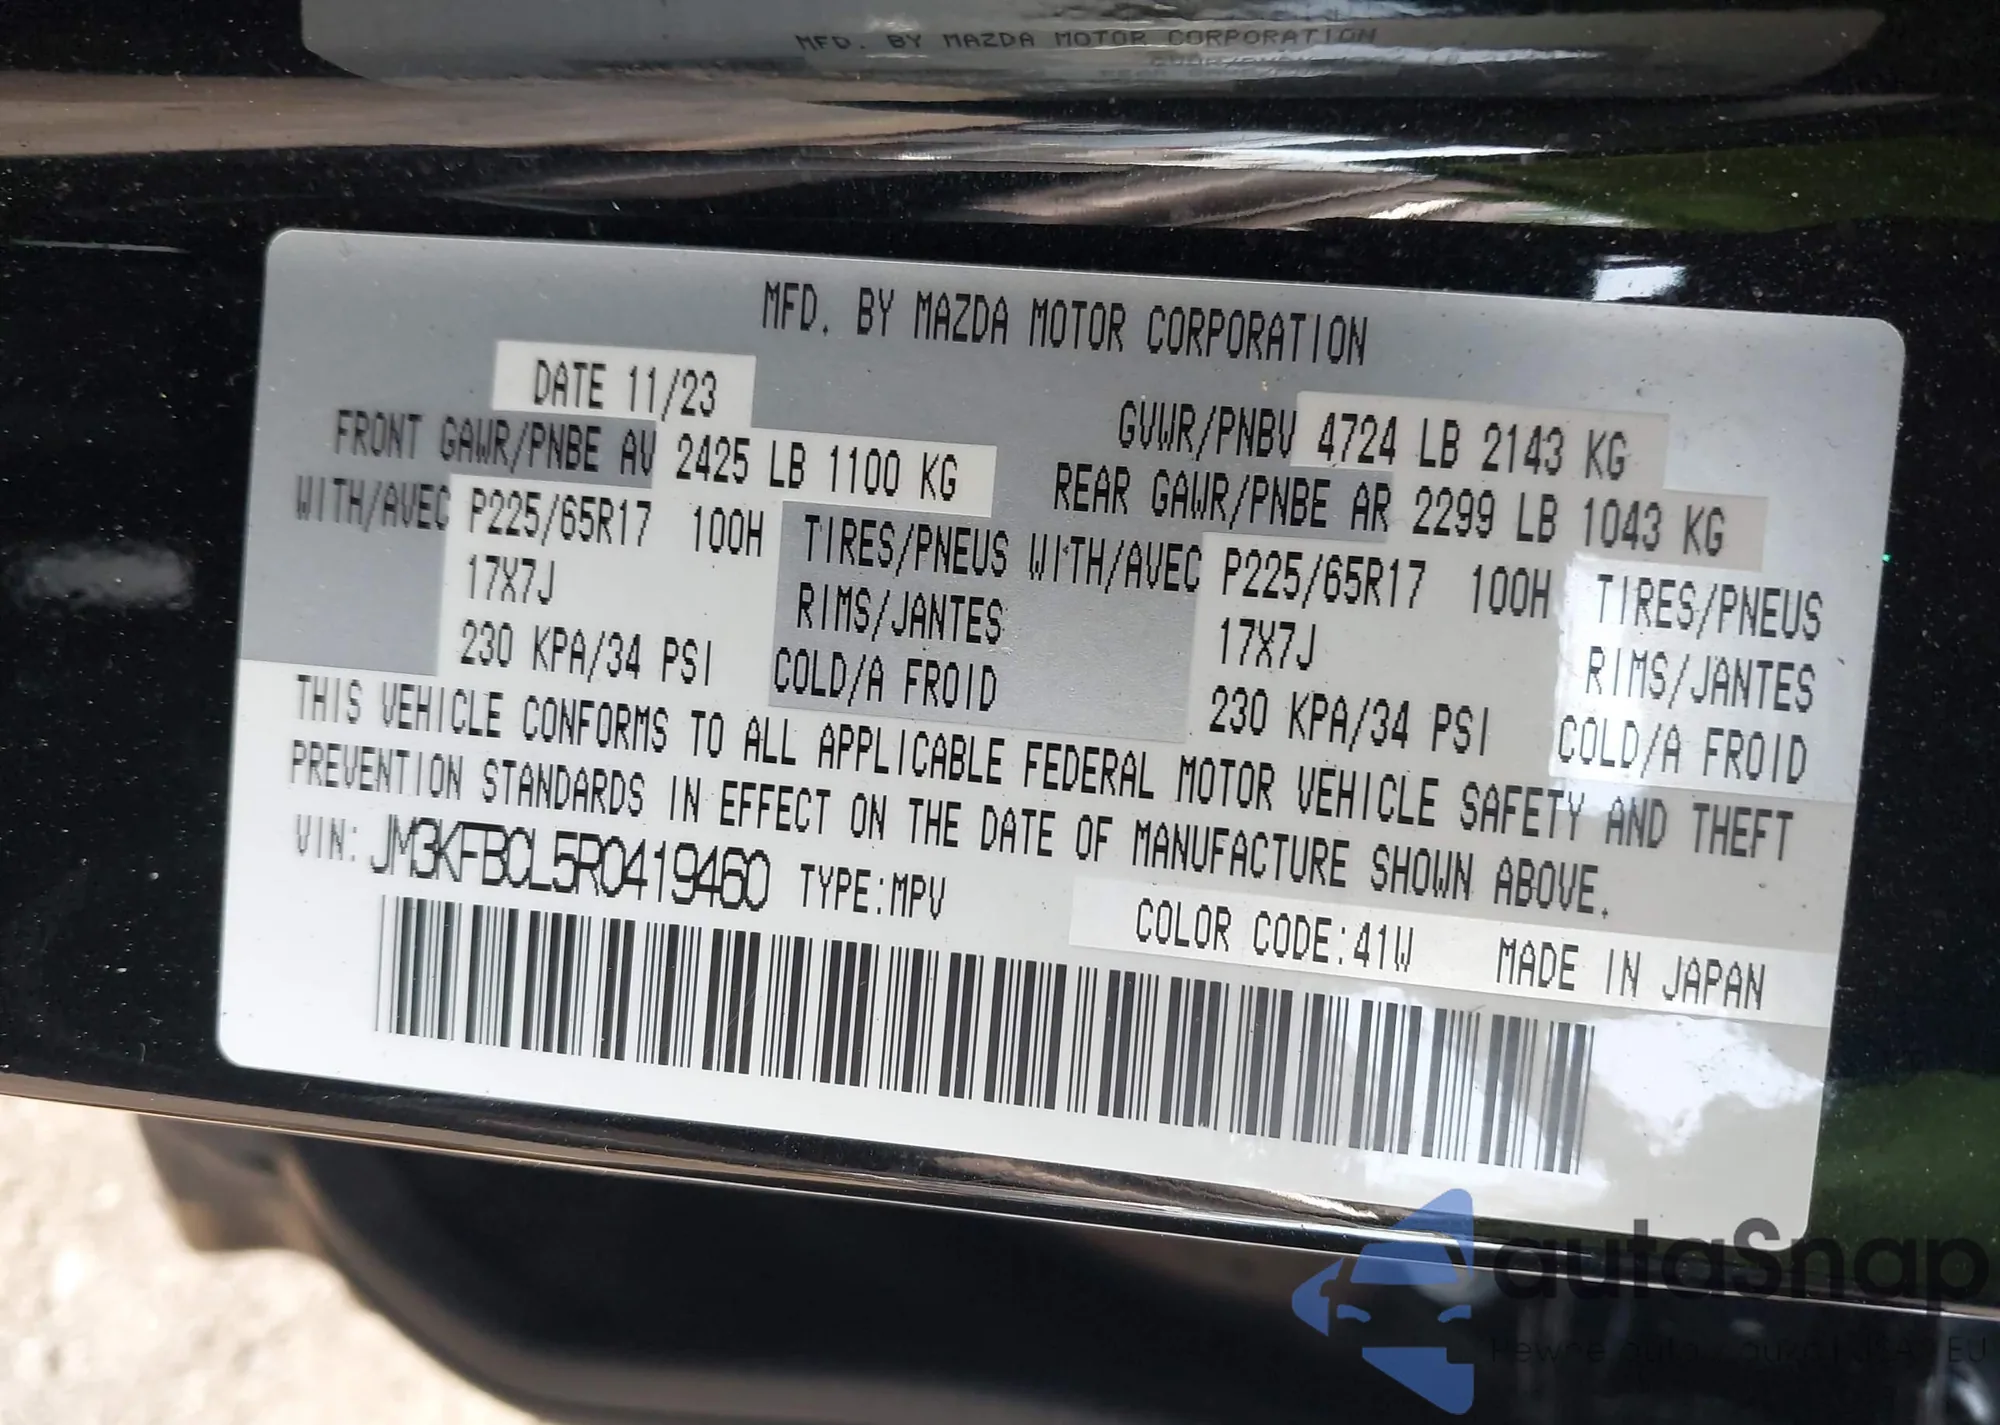 MFD. BY MAZDA MOTOR CORPORATION
MFD. BY MAZDA MOTOR CORPORATION
DATE 11/23
GVWR/PNBV 4724 LB 2143 KG
FRONT GAWR/PNBE AV 2425 LB 1100 KG REAR GAWR/PNBE AR 2299 LB 1043 KG
WITH/AVEC P225/65R17 100H TIRES/PNEUS WITH/AVEC P225/65R17 100H TIRES/PNEUS
17X7J RIMS/JANTES 17X7J RIMS/JANTES
230 KPA/34 PSI COLD/A FROID 230 KPA/34 PSI COLD/A FROID
THIS VEHICLE CONFORMS TO ALL APPLICABLE FEDERAL MOTOR VEHICLE SAFETY AND THEFT
PREVENTION STANDARDS IN EFFECT ON THE DATE OF MANUFACTURE SHOWN ABOVE.
VIN: JM3KFBCL5R0419460 TYPE:MPV
COLOR CODE:41W MADE IN JAPAN
autaSnap